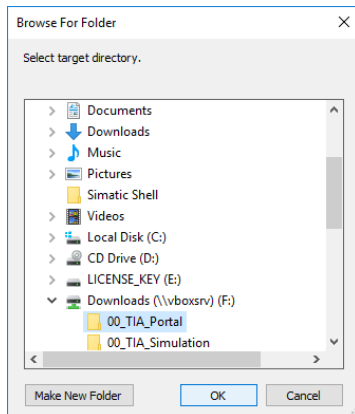 Browse For Folder
Select target directory.
Documents
Downloads
Music
Pictures
Simatic Shell
Videos
Local Disk (C:)
CD Drive (D:)
LICENSE_KEY (E:)
Downloads (\\vboxsrv) (F:)
00_TIA_Portal
00_TIA_Simulation
Make New Folder
OK
Cancel